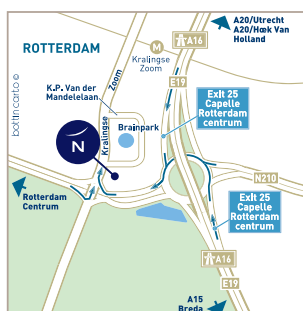 A20/Utrecht
A20/Hoek Van
Holland
A16
ROTTERDAM
M
Kralingse
Zoom
Zoom
E19
K.P. Van der
Mandelelaan
Exit 25
Capelle
Rotterdam
centrum
Brainpark
Kralingse
N
Exit 25
Capelle
Rotterdam
centrum
N210
Rotterdam
Centrum
A16
E19
A15
Breda